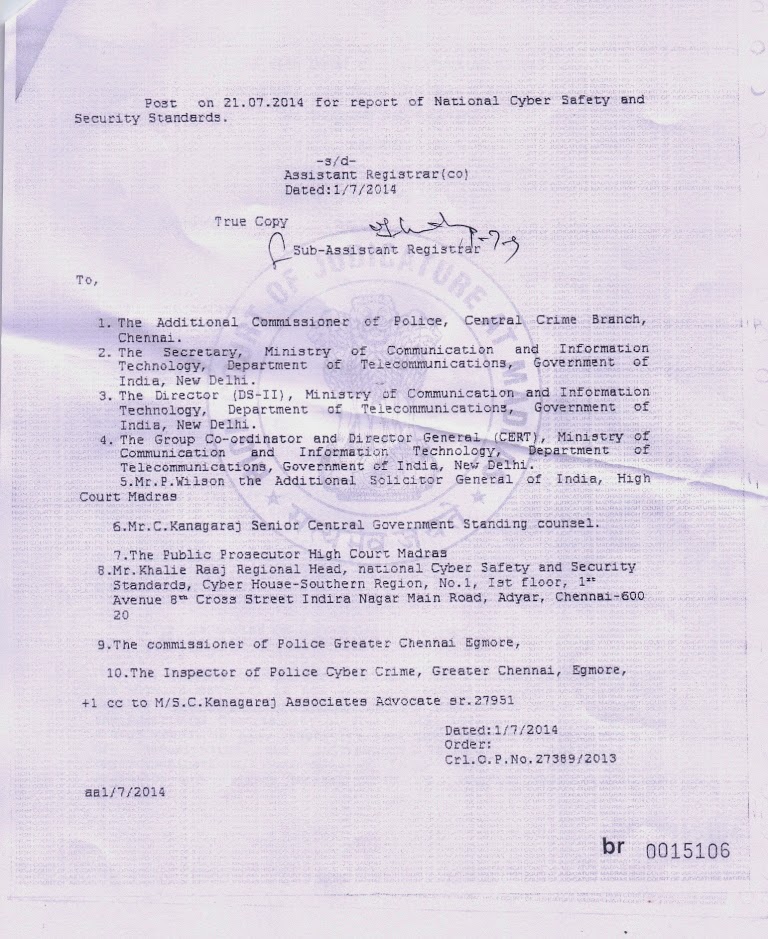 Post on 21.07.2014 for report of National Cyber Safety and
Security Standards.
-s/d-
Assistant Registrar(co)
Dated:1/7/2014
True Copy
Sub-Assistant Registrar
To,
1. The Additional Commissioner of Police, Central Crime Branch,
Chennai.
2. The Secretary, Ministry of Communication and Information
Technology, Department of Telecommunications, Government of
India, New Delhi.
3. The Director (DS-II), Ministry of Communication and Information
Technology, Department of Telecommunications, Government of
India, New Delhi.
4. The Group Co-ordinator and Director General (CERT), Ministry of
Communication and Information Technology, Department of
Telecommunications, Government of India, New Delhi.
5.Mr.P.Wilson the Additional Solicitor General of India, High
Court Madras
6.Mr.C.Kanagaraj Senior Central Government Standing counsel.
7.The Public Prosecutor High Court Madras
8.Mr.Khalie Raaj Regional Head, national Cyber Safety and Security
Standards, Cyber House-Southern Region, No.1, Ist floor, 1st
Avenue 8th Cross Street Indira Nagar Main Road, Adyar, Chennai-600
20
9.The commissioner of Police Greater Chennai Egmore,
10.The Inspector of Police Cyber Crime, Greater Chennai, Egmore,
+1 cc to M/S.C.Kanagaraj Associates Advocate sr.27951
Dated:1/7/2014
Order:
Crl.O.P.No.27389/2013
aa1/7/2014
br 0015106